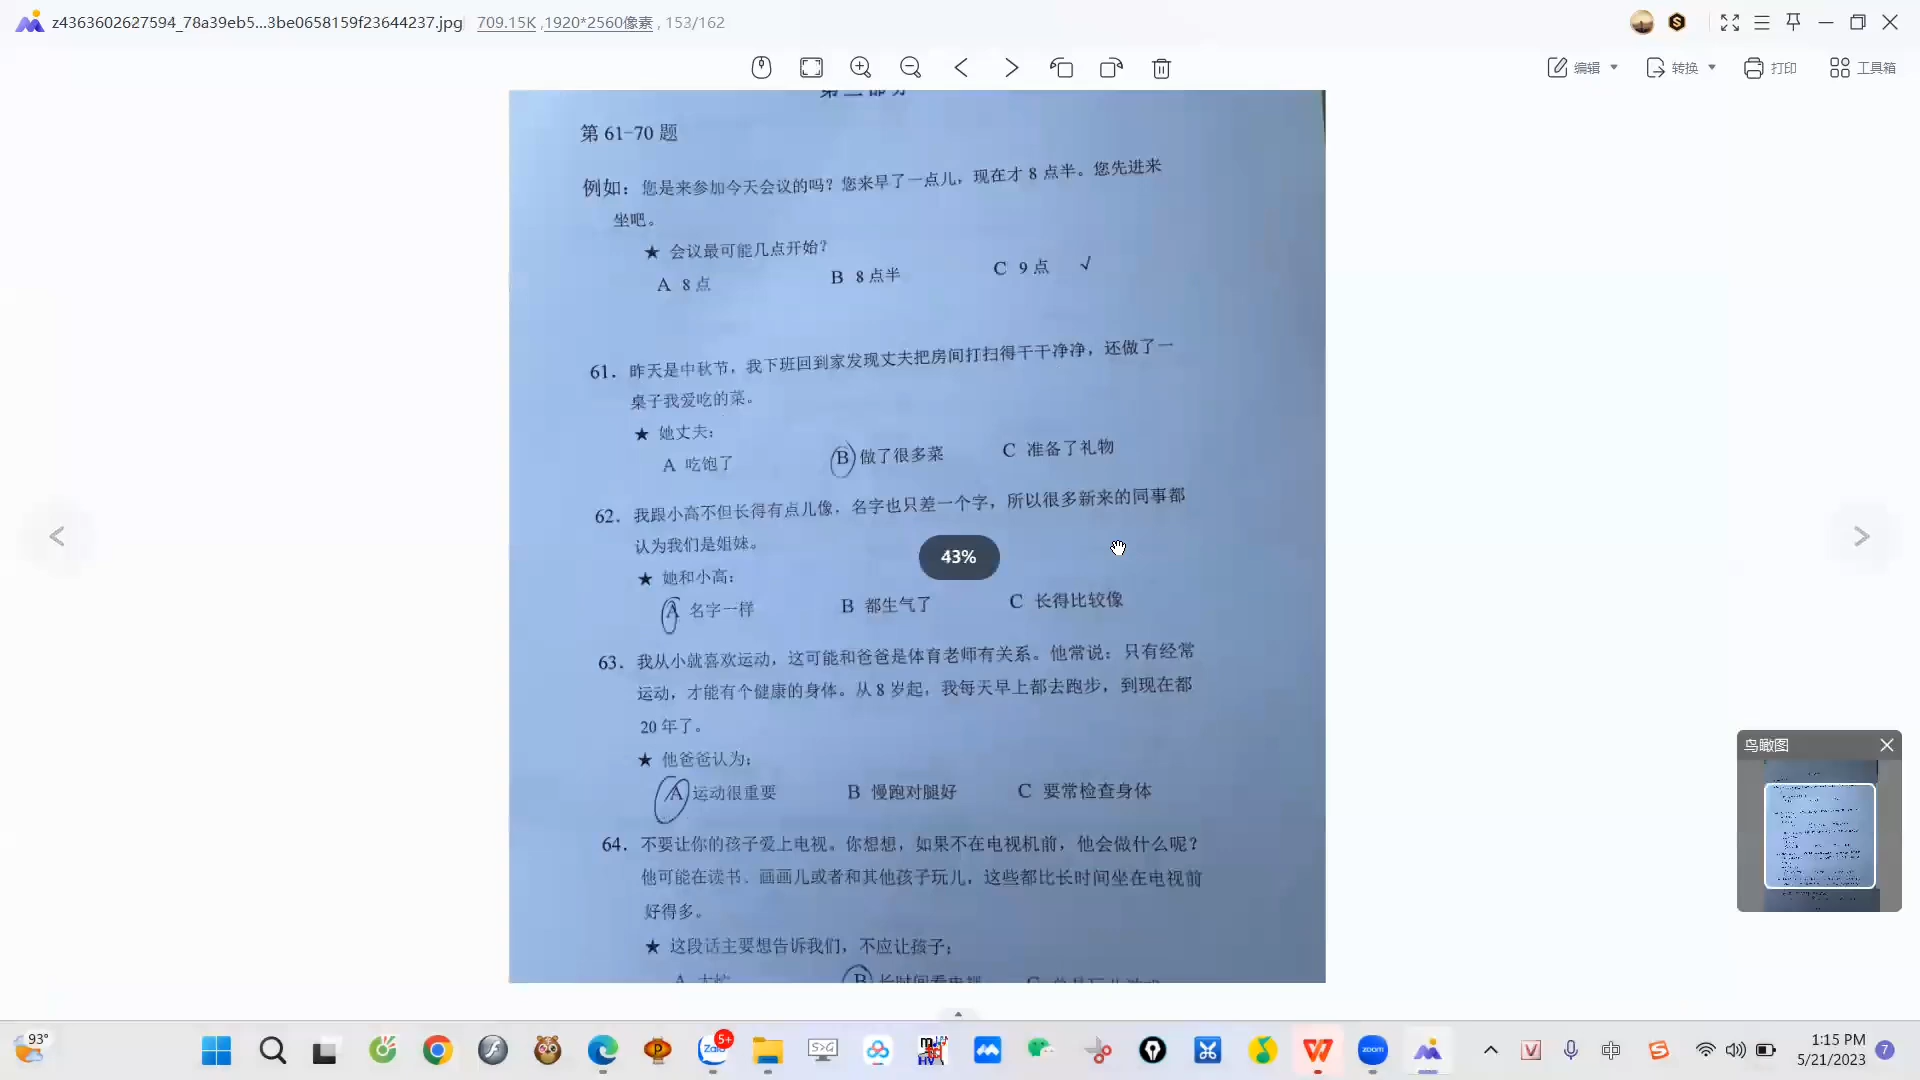 z4363602627594_78a39eb5...3be0658159f23644237.jpg 709.15K ,1920*2560像素 , 153/162
编辑 转换 打印 工具箱
第 61-70 题
例如：您是来参加今天会议的吗？您来早了一点儿，现在才 8 点半。您先进来
坐吧。
★ 会议最可能几点开始？
A 8 点 B 8 点半 C 9 点 √
61. 昨天是中秋节，我下班回到家发现丈夫把房间打扫得干干净净，还做了一
桌子我爱吃的菜。
★ 她丈夫：
A 吃饱了 B 做了很多菜 C 准备了礼物
62. 我跟小高不但长得有点儿像，名字也只差一个字，所以很多新来的同事都
认为我们是姐妹。
43%
★ 她和小高：
A 名字一样 B 都生气了 C 长得比较像
63. 我从小就喜欢运动，这可能和爸爸是体育老师有关系。他常说：只有经常
运动，才能有个健康的身体。从 8 岁起，我每天早上都去跑步，到现在都
20 年了。
★ 他爸爸认为：
A 运动很重要 B 慢跑对腿好 C 要常检查身体
64. 不要让你的孩子爱上电视。你想想，如果不在电视机前，他会做什么呢？
他可能在读书、画画儿或者和其他孩子玩儿，这些都比长时间坐在电视前
好得多。
★ 这段话主要想告诉我们，不应让孩子：
B 长时间看电视
鸟瞰图
93°
5+
Zalo
zoom
中
1:15 PM
5/21/2023
7